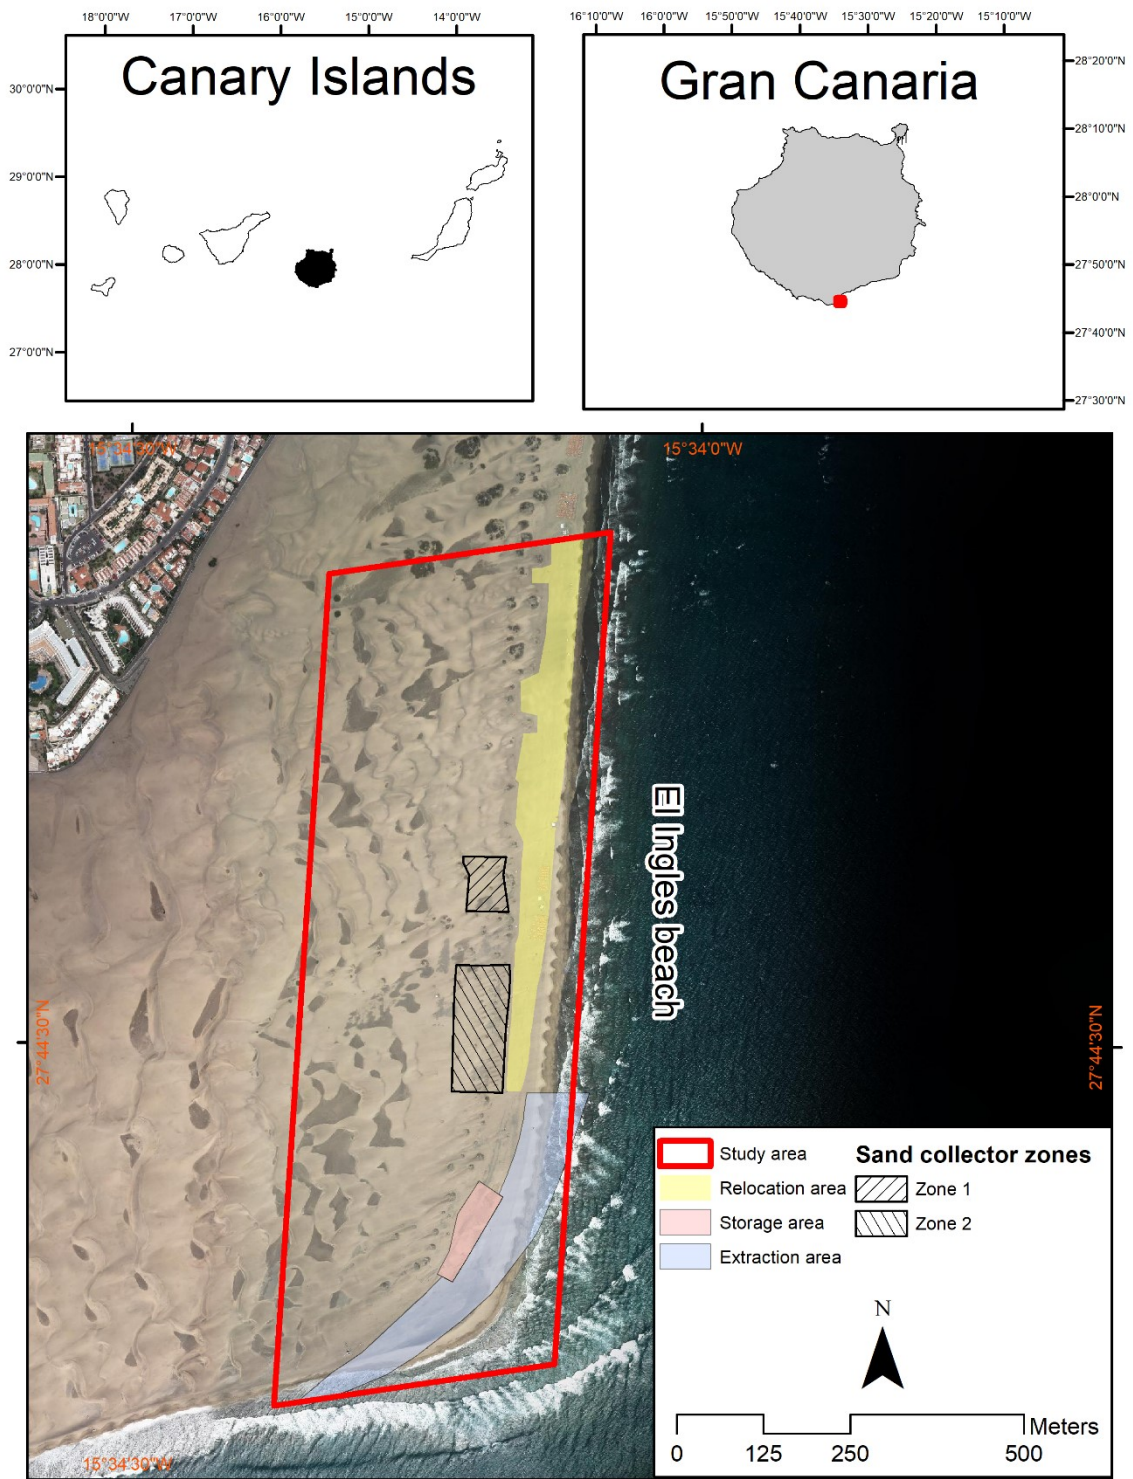 18°0'0"W 17°0'0"W 16°0'0"W 15°0'0"W 14°0'0"W
Canary Islands
30°0'0"N
29°0'0"N
28°0'0"N
27°0'0"N
16°10'0"W 16°0'0"W 15°50'0"W 15°40'0"W 15°30'0"W 15°20'0"W 15°10'0"W
Gran Canaria
28°20'0"N
28°10'0"N
28°0'0"N
27°50'0"N
27°40'0"N
27°30'0"N
15°34'30"W
15°34'0"W
El Ingles beach
27°44'30"N
27°44'30"N
Study area
Relocation area
Storage area
Extraction area
Sand collector zones
Zone 1
Zone 2
N
Meters
0 125 250 500
15°34'30"W